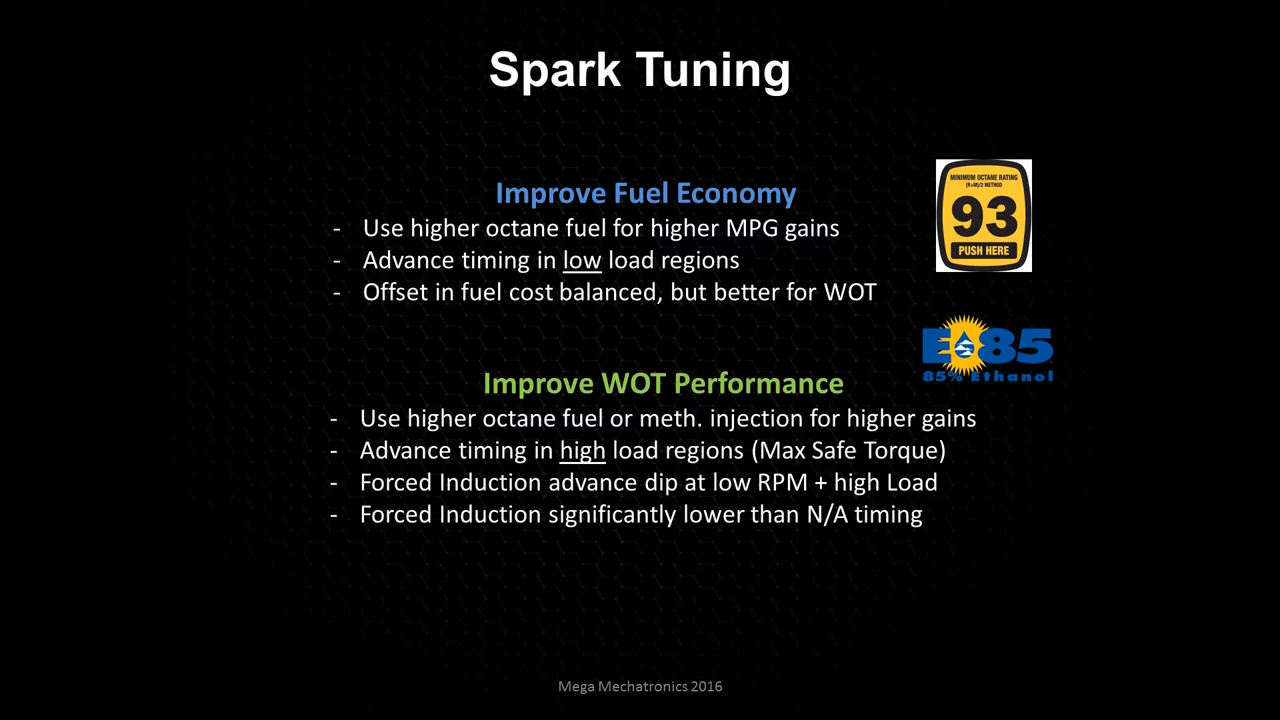 Spark Tuning
Improve Fuel Economy
- Use higher octane fuel for higher MPG gains
- Advance timing in low load regions
- Offset in fuel cost balanced, but better for WOT
MINIMUM OCTANE RATING
(R+M)/2 METHOD
93
PUSH HERE
E85
85% Ethanol
Improve WOT Performance
- Use higher octane fuel or meth. injection for higher gains
- Advance timing in high load regions (Max Safe Torque)
- Forced Induction advance dip at low RPM + high Load
- Forced Induction significantly lower than N/A timing
Mega Mechatronics 2016